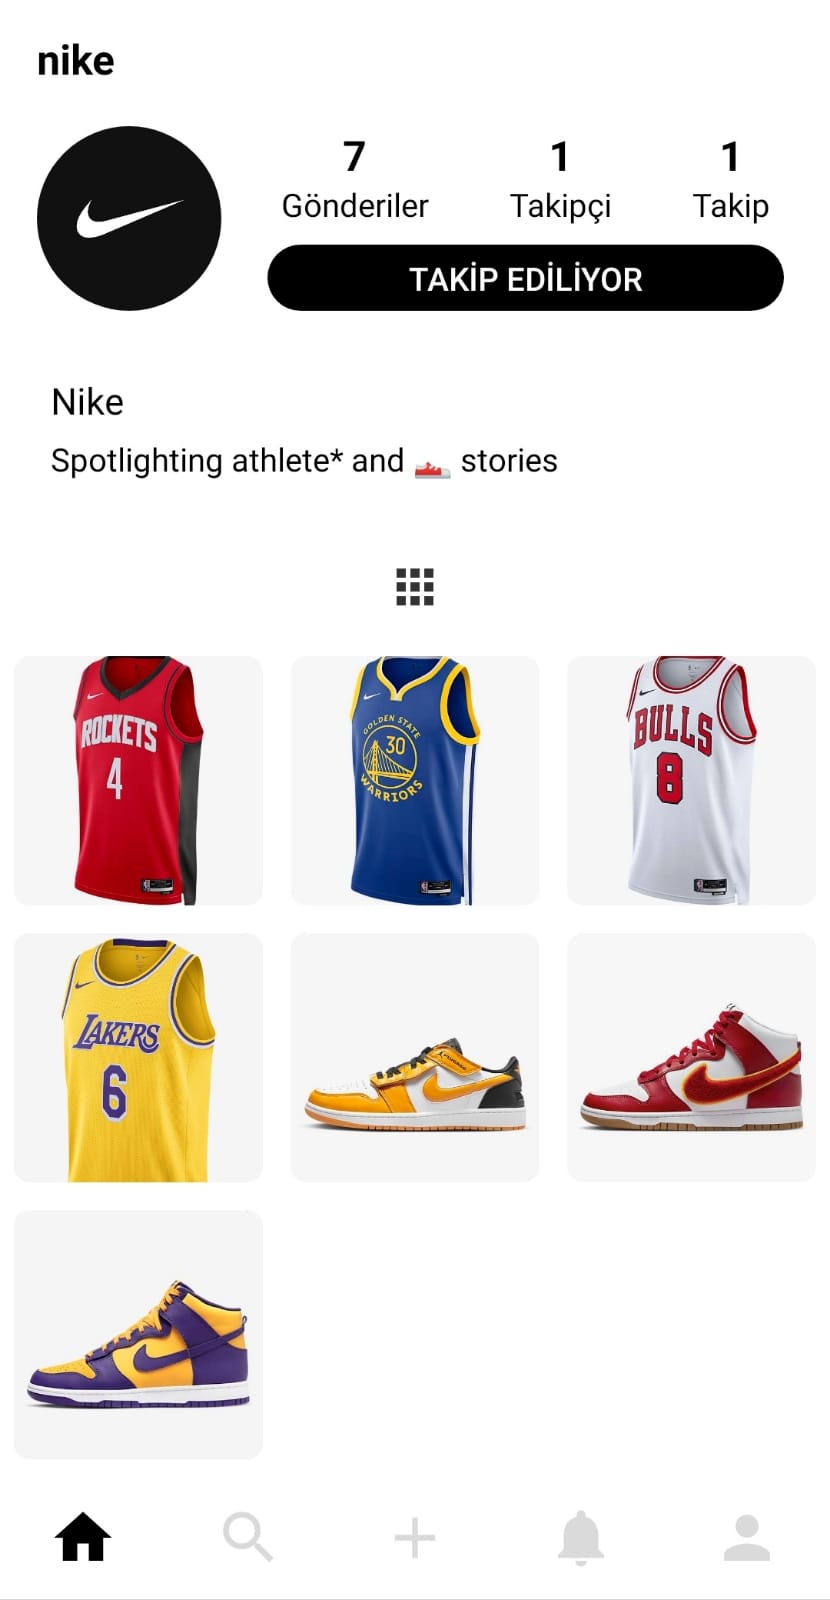 nike
7
1
1
Gönderiler
Takipçi
Takip
TAKİP EDİLİYOR
Nike
Spotlighting athlete* and 👟 stories
ROCKETS
4
GOLDEN STATE
30
WARRIORS
BULLS
8
LAKERS
6